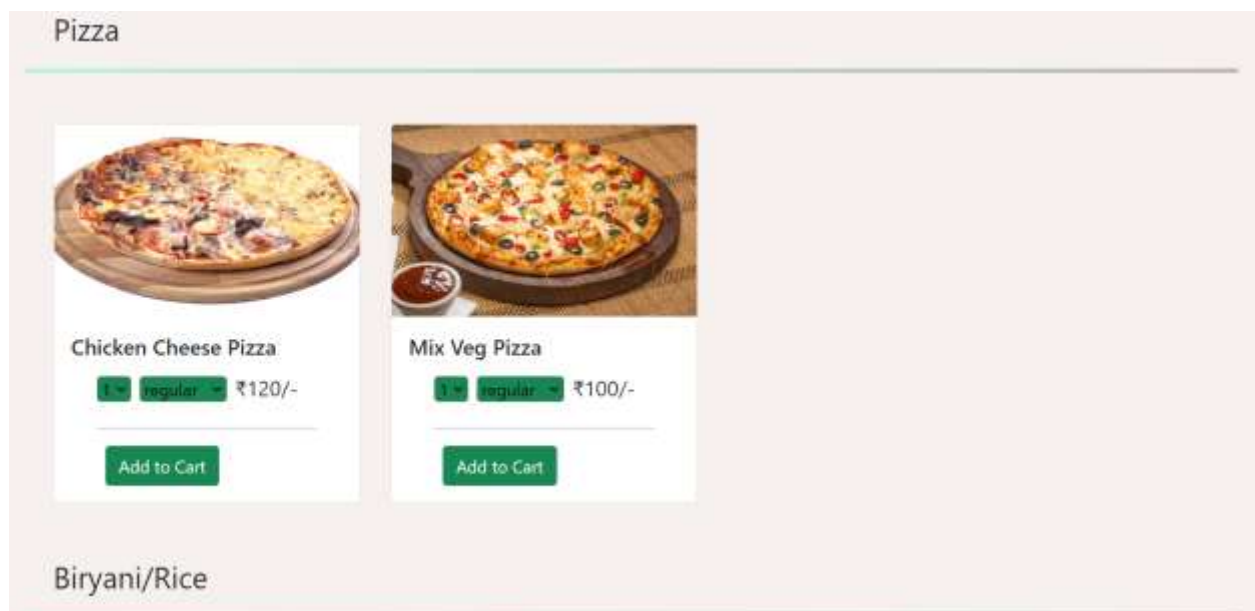 Pizza
Chicken Cheese Pizza
1 regular ₹120/-
Add to Cart
Mix Veg Pizza
1 regular ₹100/-
Add to Cart
Biryani/Rice